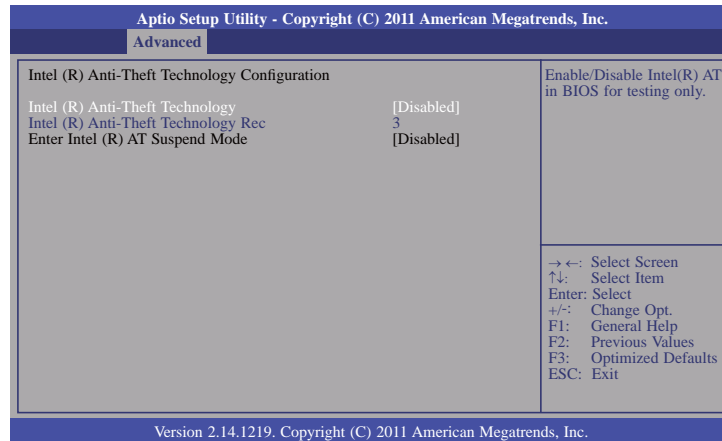 Aptio Setup Utility - Copyright (C) 2011 American Megatrends, Inc.
Advanced
Intel (R) Anti-Theft Technology Configuration
Intel (R) Anti-Theft Technology [Disabled]
Intel (R) Anti-Theft Technology Rec 3
Enter Intel (R) AT Suspend Mode [Disabled]
Enable/Disable Intel(R) AT
in BIOS for testing only.
→←: Select Screen
↑↓: Select Item
Enter: Select
+/-: Change Opt.
F1: General Help
F2: Previous Values
F3: Optimized Defaults
ESC: Exit
Version 2.14.1219. Copyright (C) 2011 American Megatrends, Inc.